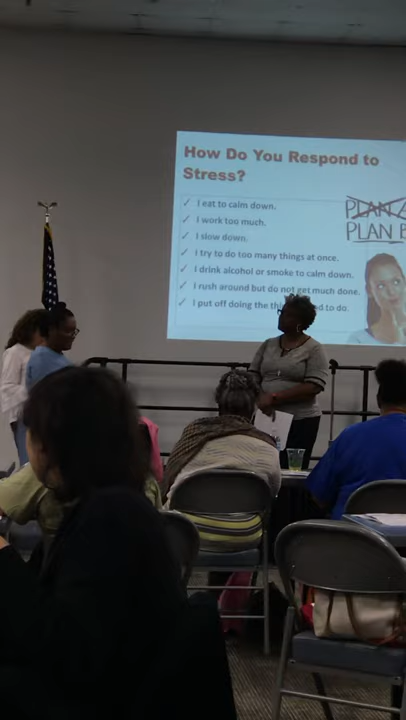 How Do You Respond to
Stress?
✓ I eat to calm down.
✓ I work too much.
✓ I slow down.
✓ I try to do too many things at once.
✓ I drink alcohol or smoke to calm down.
✓ I rush around but do not get much done.
✓ I put off doing the to do.
PLAN
PLAN B